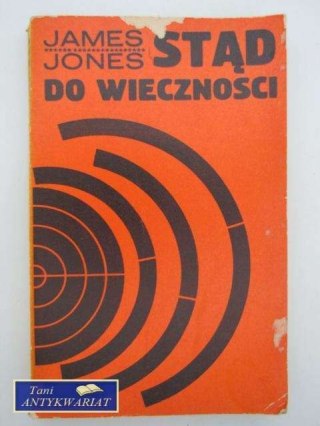 JAMES
JONES
STĄD
DO WIECZNOŚCI
Tani
ANTYKWARIAT